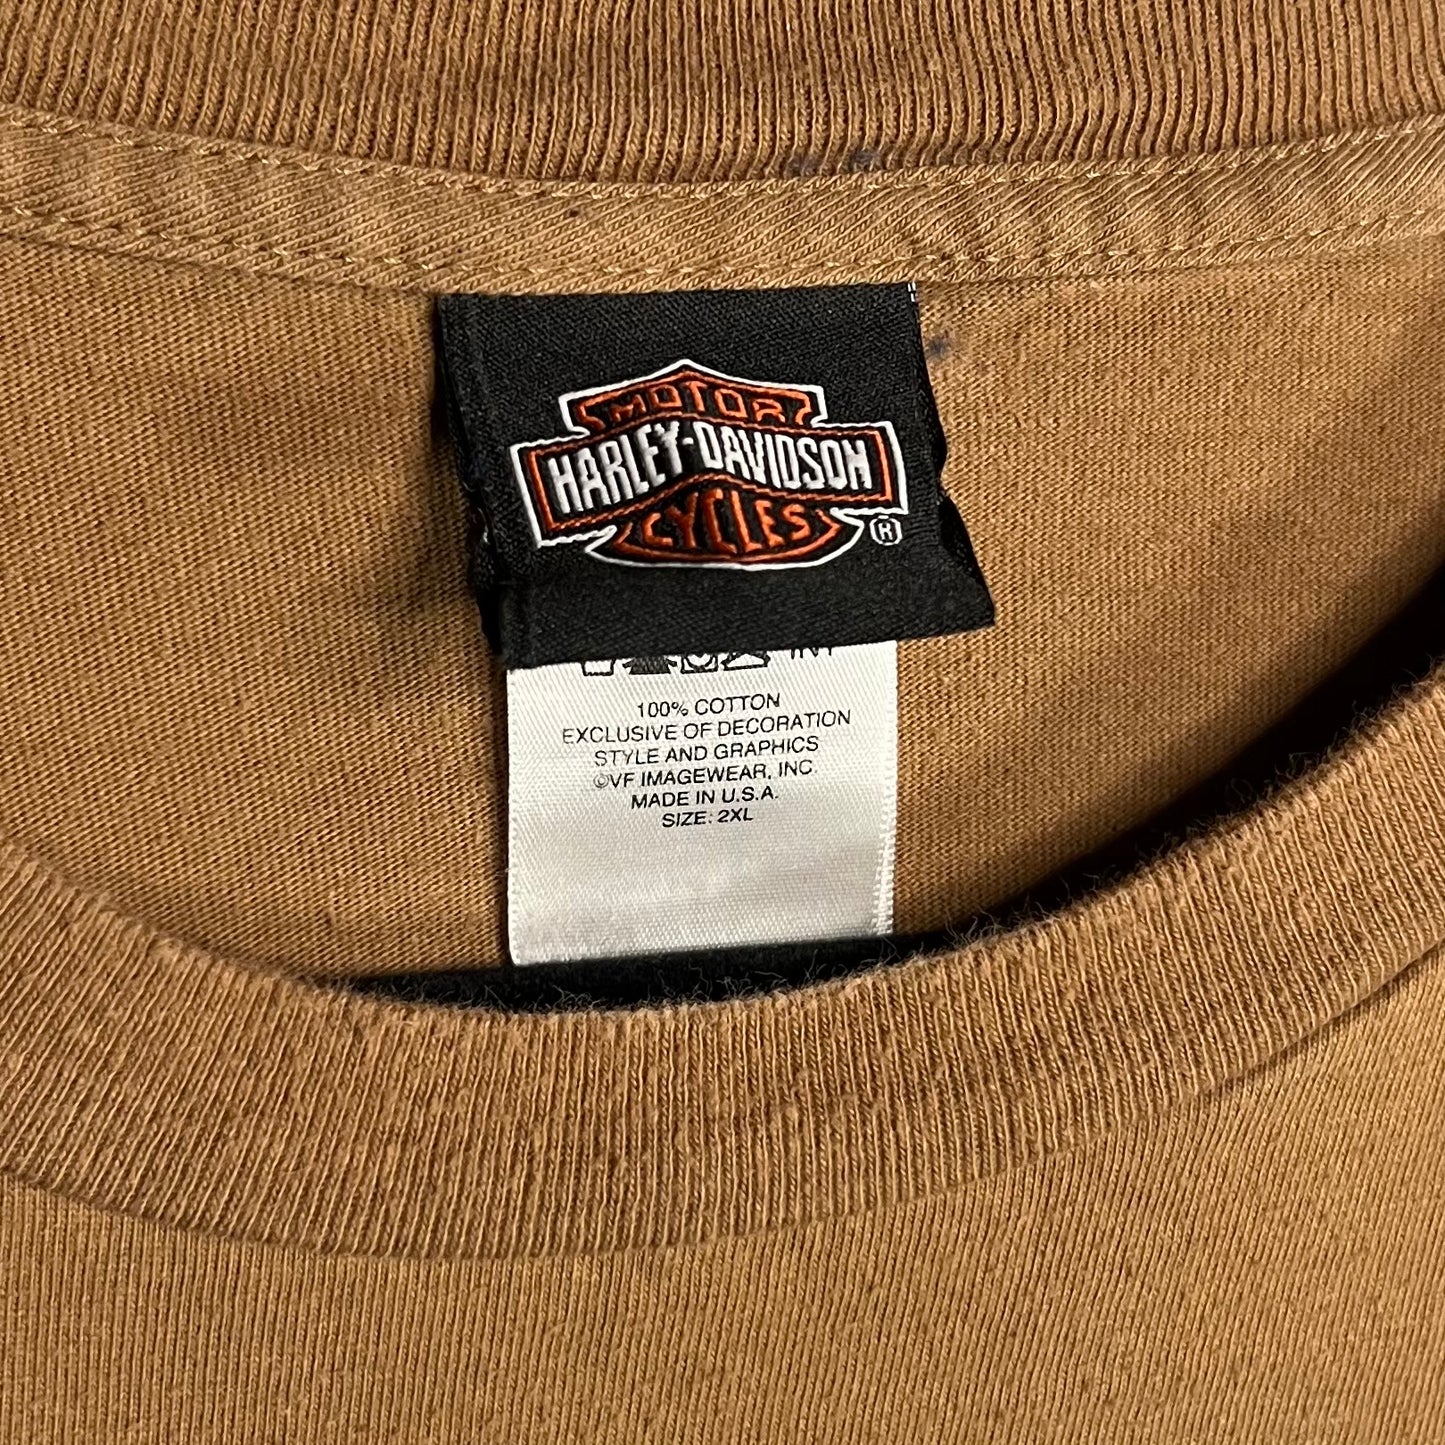 MOTOR
HARLEY-DAVIDSON
CYCLES
®
100% COTTON
EXCLUSIVE OF DECORATION
STYLE AND GRAPHICS
©VF IMAGEWEAR, INC.
MADE IN U.S.A.
SIZE: 2XL